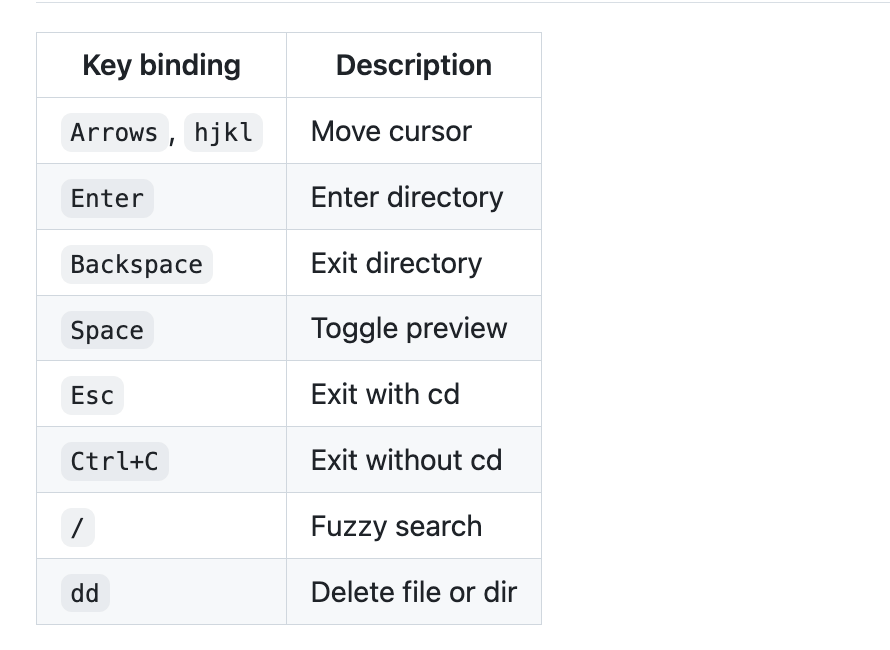 Key binding Description
Arrows, hjkl Move cursor
Enter Enter directory
Backspace Exit directory
Space Toggle preview
Esc Exit with cd
Ctrl+C Exit without cd
/ Fuzzy search
dd Delete file or dir